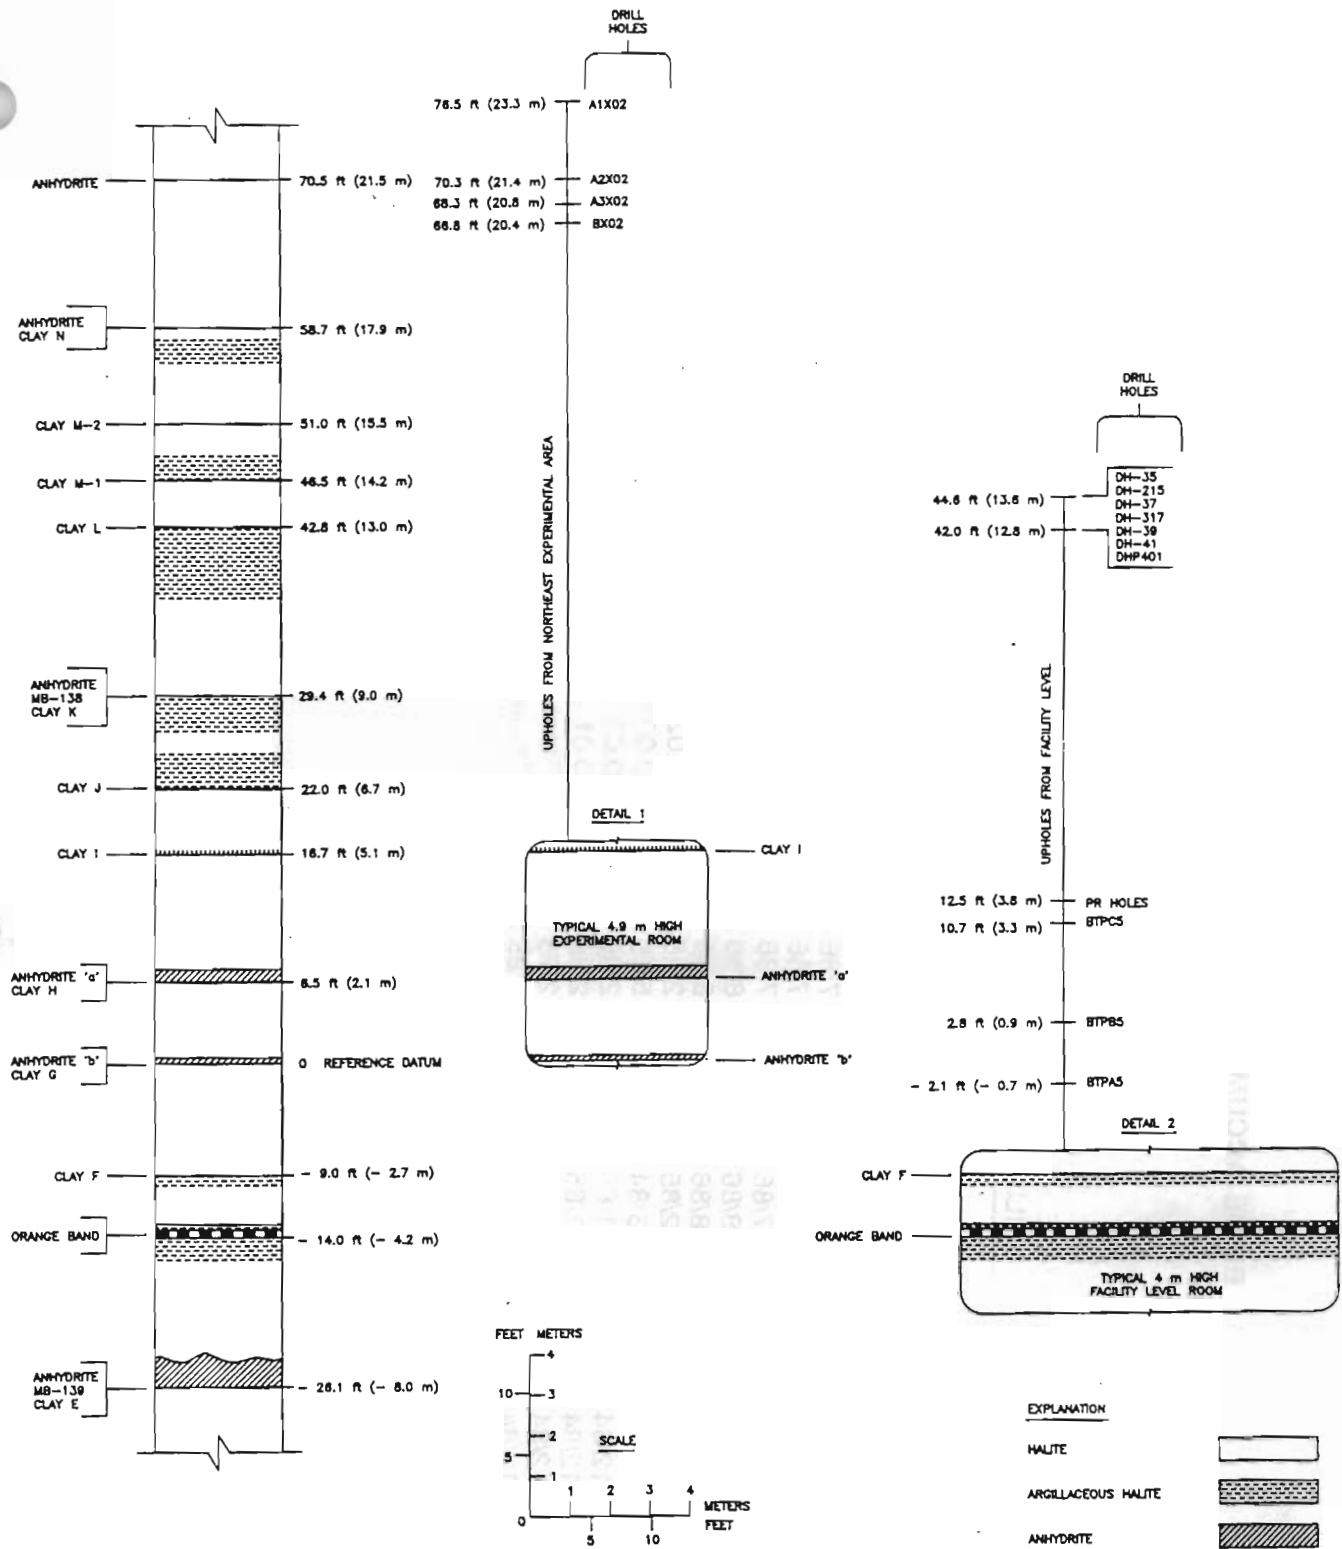 DRILL
HOLES
76.5 ft (23.3 m)
A1X02
ANHYDRITE
70.5 ft (21.5 m)
70.3 ft (21.4 m)
A2X02
68.3 ft (20.8 m)
A3X02
66.8 ft (20.4 m)
BX02
ANHYDRITE
CLAY N
58.7 ft (17.9 m)
CLAY M-2
51.0 ft (15.5 m)
CLAY M-1
46.5 ft (14.2 m)
CLAY L
42.8 ft (13.0 m)
ANHYDRITE
MB-138
CLAY K
29.4 ft (9.0 m)
CLAY J
22.0 ft (6.7 m)
CLAY I
16.7 ft (5.1 m)
ANHYDRITE 'a'
CLAY H
6.5 ft (2.1 m)
ANHYDRITE 'b'
CLAY G
0 REFERENCE DATUM
CLAY F
- 9.0 ft (- 2.7 m)
ORANGE BAND
- 14.0 ft (- 4.2 m)
ANHYDRITE
MB-139
CLAY E
- 26.1 ft (- 8.0 m)
UPHOLES FROM NORTHEAST EXPERIMENTAL AREA
DETAIL 1
CLAY I
TYPICAL 4.9 m HIGH
EXPERIMENTAL ROOM
ANHYDRITE 'a'
ANHYDRITE 'b'
DRILL
HOLES
44.6 ft (13.6 m)
42.0 ft (12.8 m)
DH-35
DH-215
DH-37
DH-317
DH-39
DH-41
DHP401
UPHOLES FROM FACILITY LEVEL
12.5 ft (3.8 m)
PR HOLES
10.7 ft (3.3 m)
BTPC5
2.8 ft (0.9 m)
BTPB5
- 2.1 ft (- 0.7 m)
BTPA5
DETAIL 2
CLAY F
ORANGE BAND
TYPICAL 4 m HIGH
FACILITY LEVEL ROOM
FEET METERS
4
10 3
2
5
1
SCALE
1 2 3 4
METERS
0
FEET
5 10
EXPLANATION
HALITE
ARGILLACEOUS HALITE
ANHYDRITE